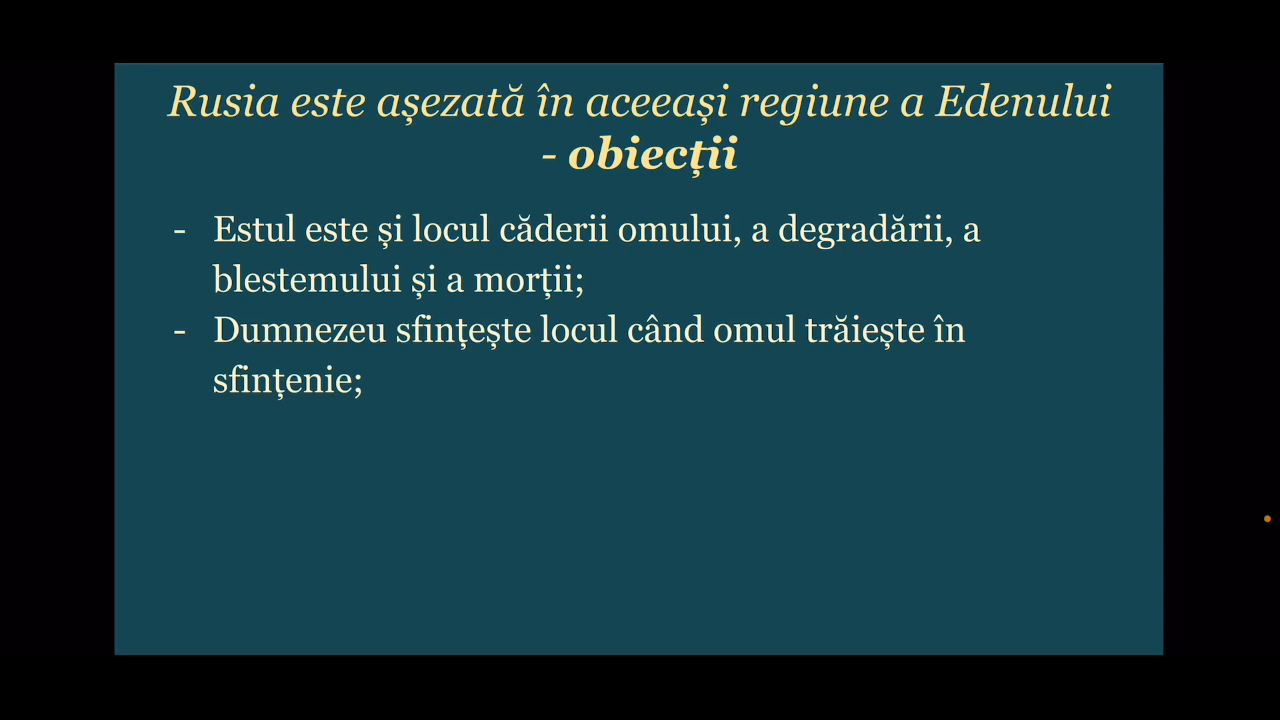 Rusia este așezată în aceeași regiune a Edenului
- obiecții
- Estul este și locul căderii omului, a degradării, a
blestemului și a morții;
- Dumnezeu sfințește locul când omul trăiește în
sfințenie;